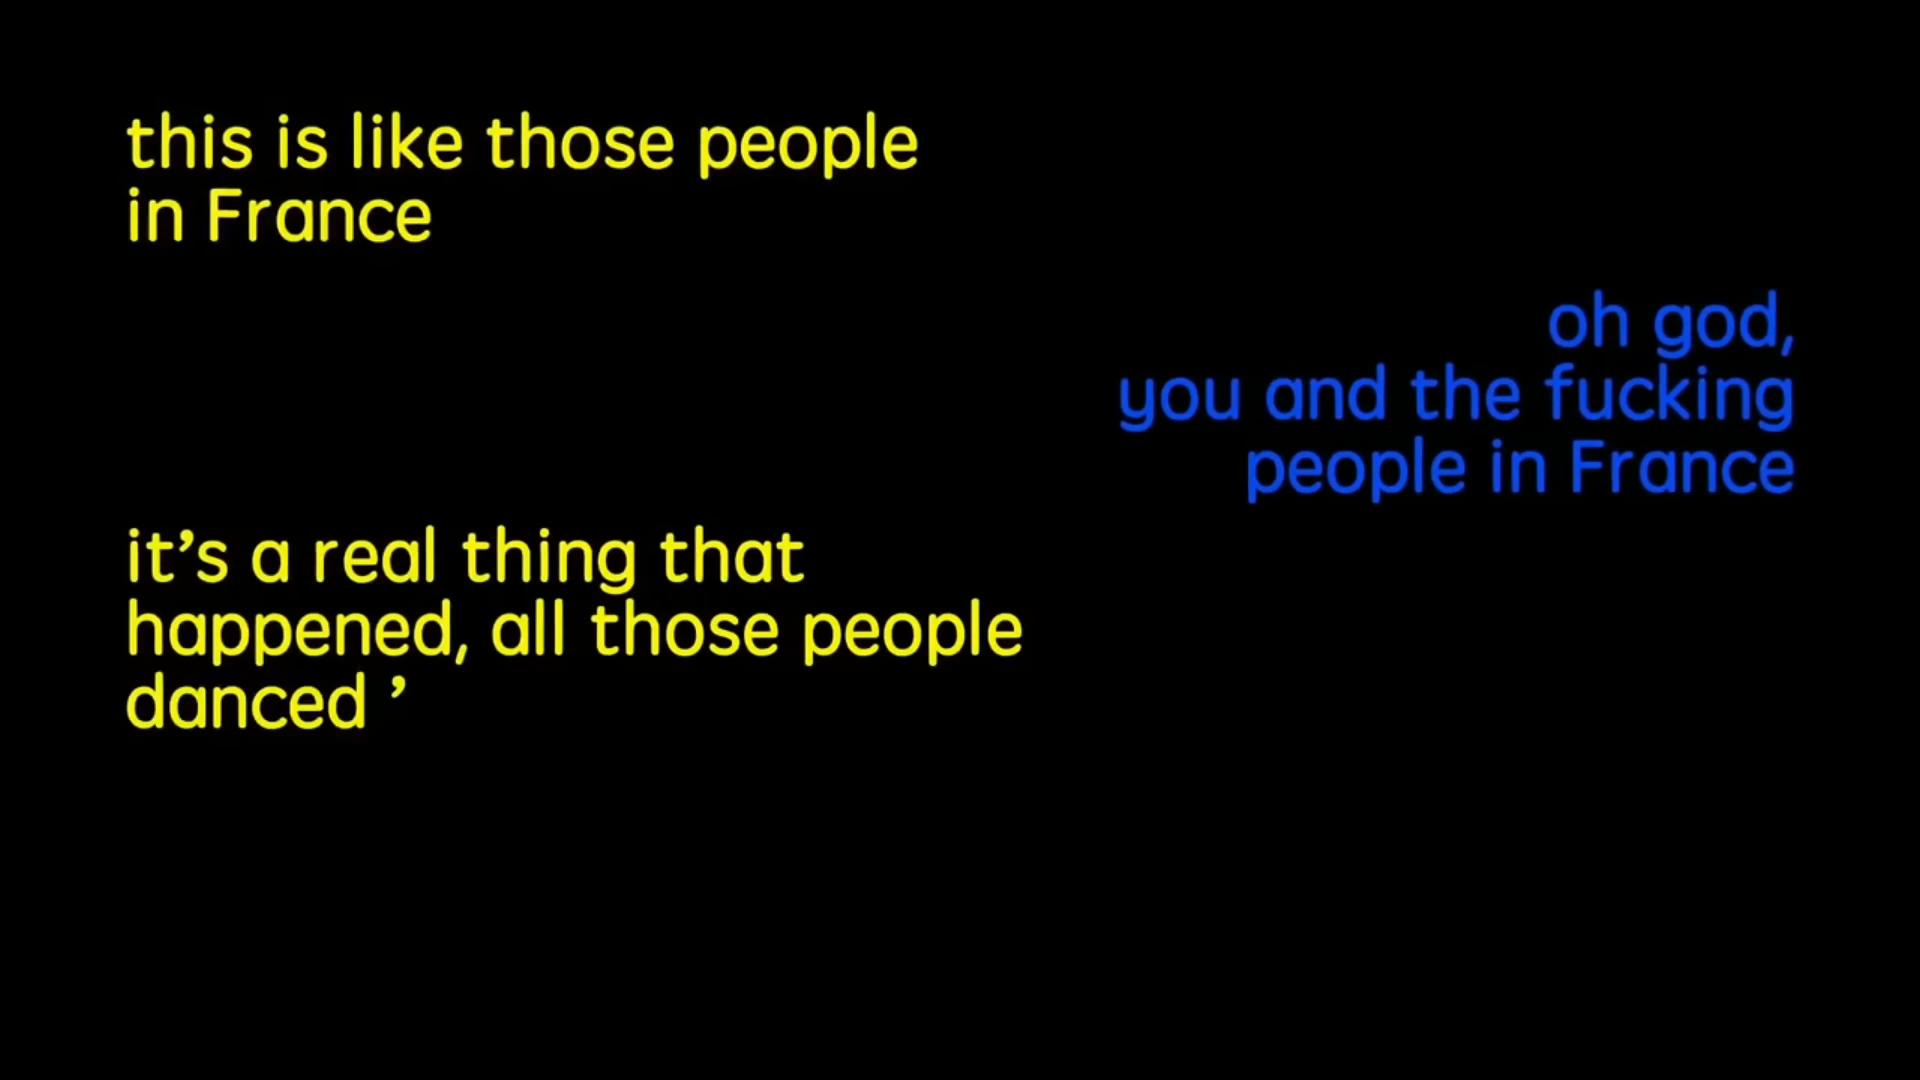 this is like those people
in France
oh god,
you and the fucking
people in France
it’s a real thing that
happened, all those people
danced ’